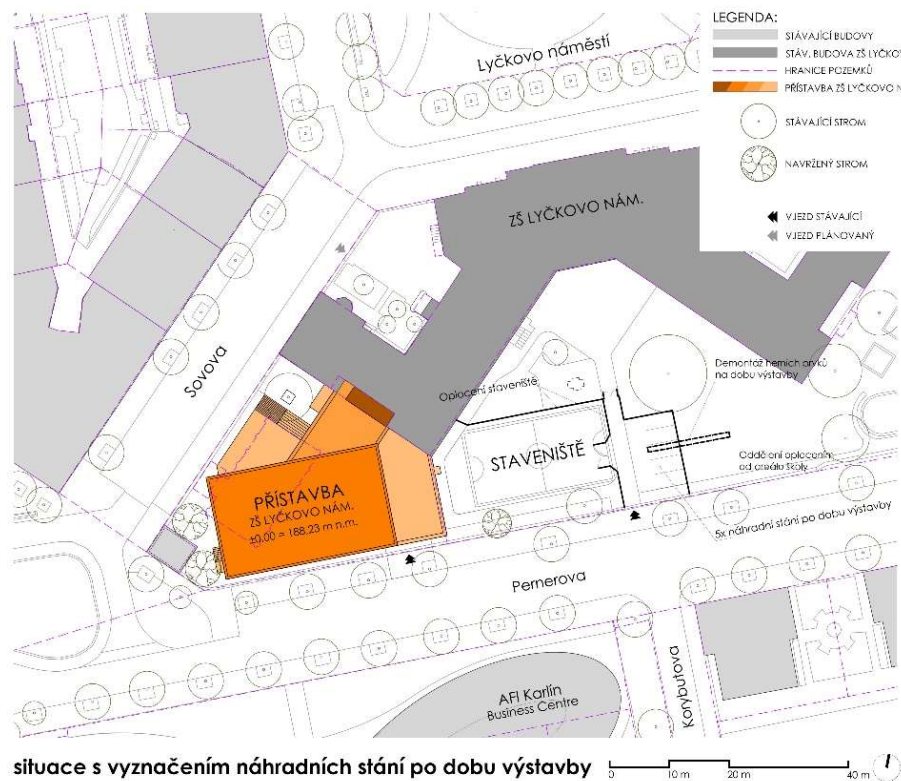 LEGENDA:
STÁVAJÍCÍ BUDOVY
STÁV. BUDOVA ZŠ LYČKO
HRANICE POZEMKŮ
PŘÍSTAVBA ZŠ LYČKOVO N
STÁVAJÍCÍ STROM
NAVRŽENÝ STROM
VJEZD STÁVAJÍCÍ
VJEZD PLÁNOVANÝ
Lyčkovo náměstí
ZŠ LYČKOVO NÁM.
Sovova
Demontáž herních prvků
na dobu výstavby
Oplocení staveniště
STAVENIŠTĚ
Oddělení oplocením
od areálu školy
PŘÍSTAVBA
ZŠ LYČKOVO NÁM.
±0,00 = 188,23 m n.m.
5x náhradní stání po dobu výstavby
Pernerova
Korybutova
AFI Karlín
Business Centre
situace s vyznačením náhradních stání po dobu výstavby
0 10 m 20 m 40 m